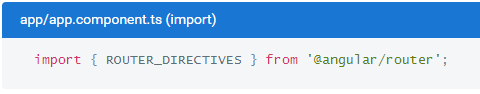 app/app.component.ts (import)
import { ROUTER_DIRECTIVES } from '@angular/router';